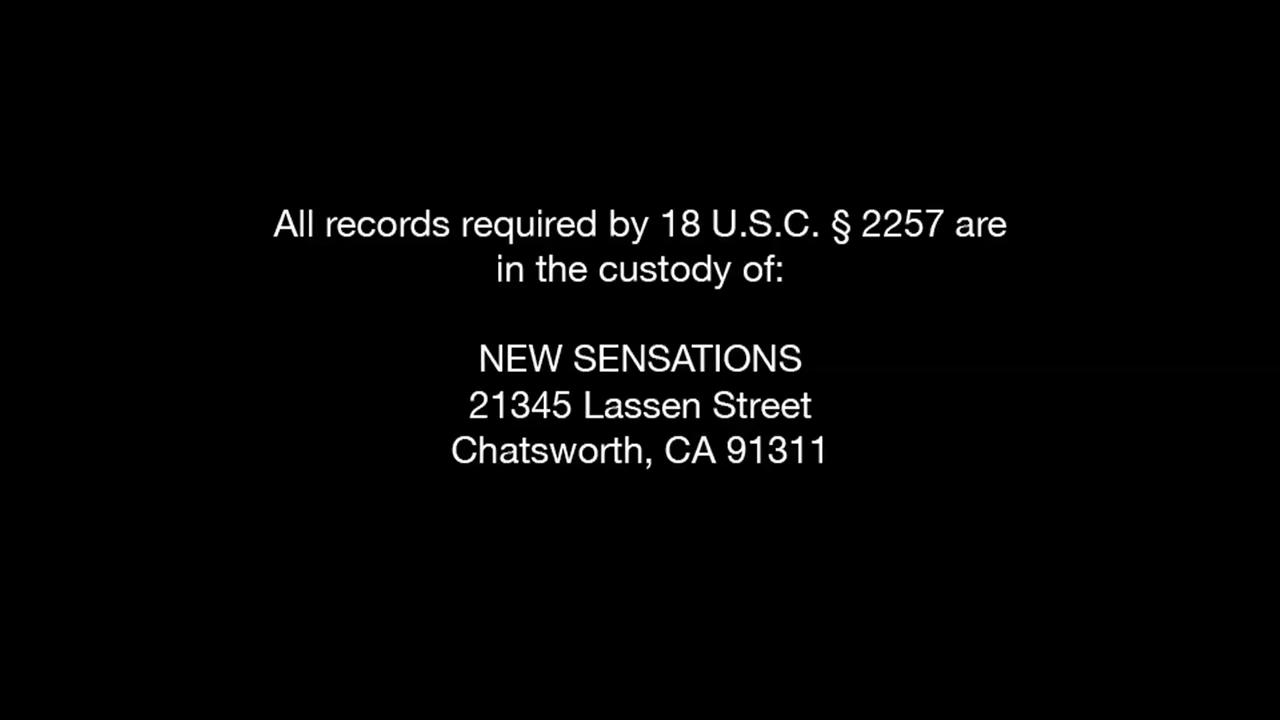 All records required by 18 U.S.C. § 2257 are
in the custody of:
NEW SENSATIONS
21345 Lassen Street
Chatsworth, CA 91311